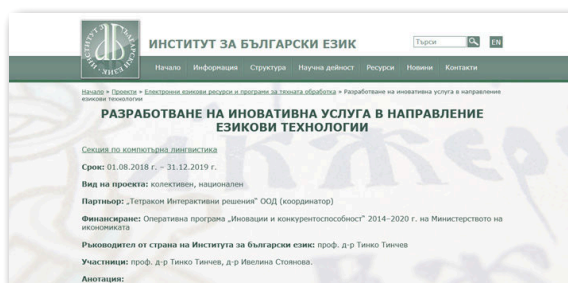 ИНСТИТУТ ЗА БЪЛГАРСКИ ЕЗИК
Търси
EN
Начало Информация Структура Научна дейност Ресурси Новини Контакти
Начало » Проекти » Електронни езикови ресурси и програми за тяхната обработка » Разработване на иновативна услуга в направление
езикови технологии
РАЗРАБОТВАНЕ НА ИНОВАТИВНА УСЛУГА В НАПРАВЛЕНИЕ
ЕЗИКОВИ ТЕХНОЛОГИИ
Секция по компютърна лингвистика
Срок: 01.08.2018 г. – 31.12.2019 г.
Вид на проекта: колективен, национален
Партньор: „Тетраком Интерактивни решения“ ООД (координатор)
Финансиране: Оперативна програма „Иновации и конкурентоспособност“ 2014–2020 г. на Министерството на
икономиката
Ръководител от страна на Института за български език: проф. д-р Тинко Тинчев
Участници: проф. д-р Тинко Тинчев, д-р Ивелина Стоянова.
Анотация: